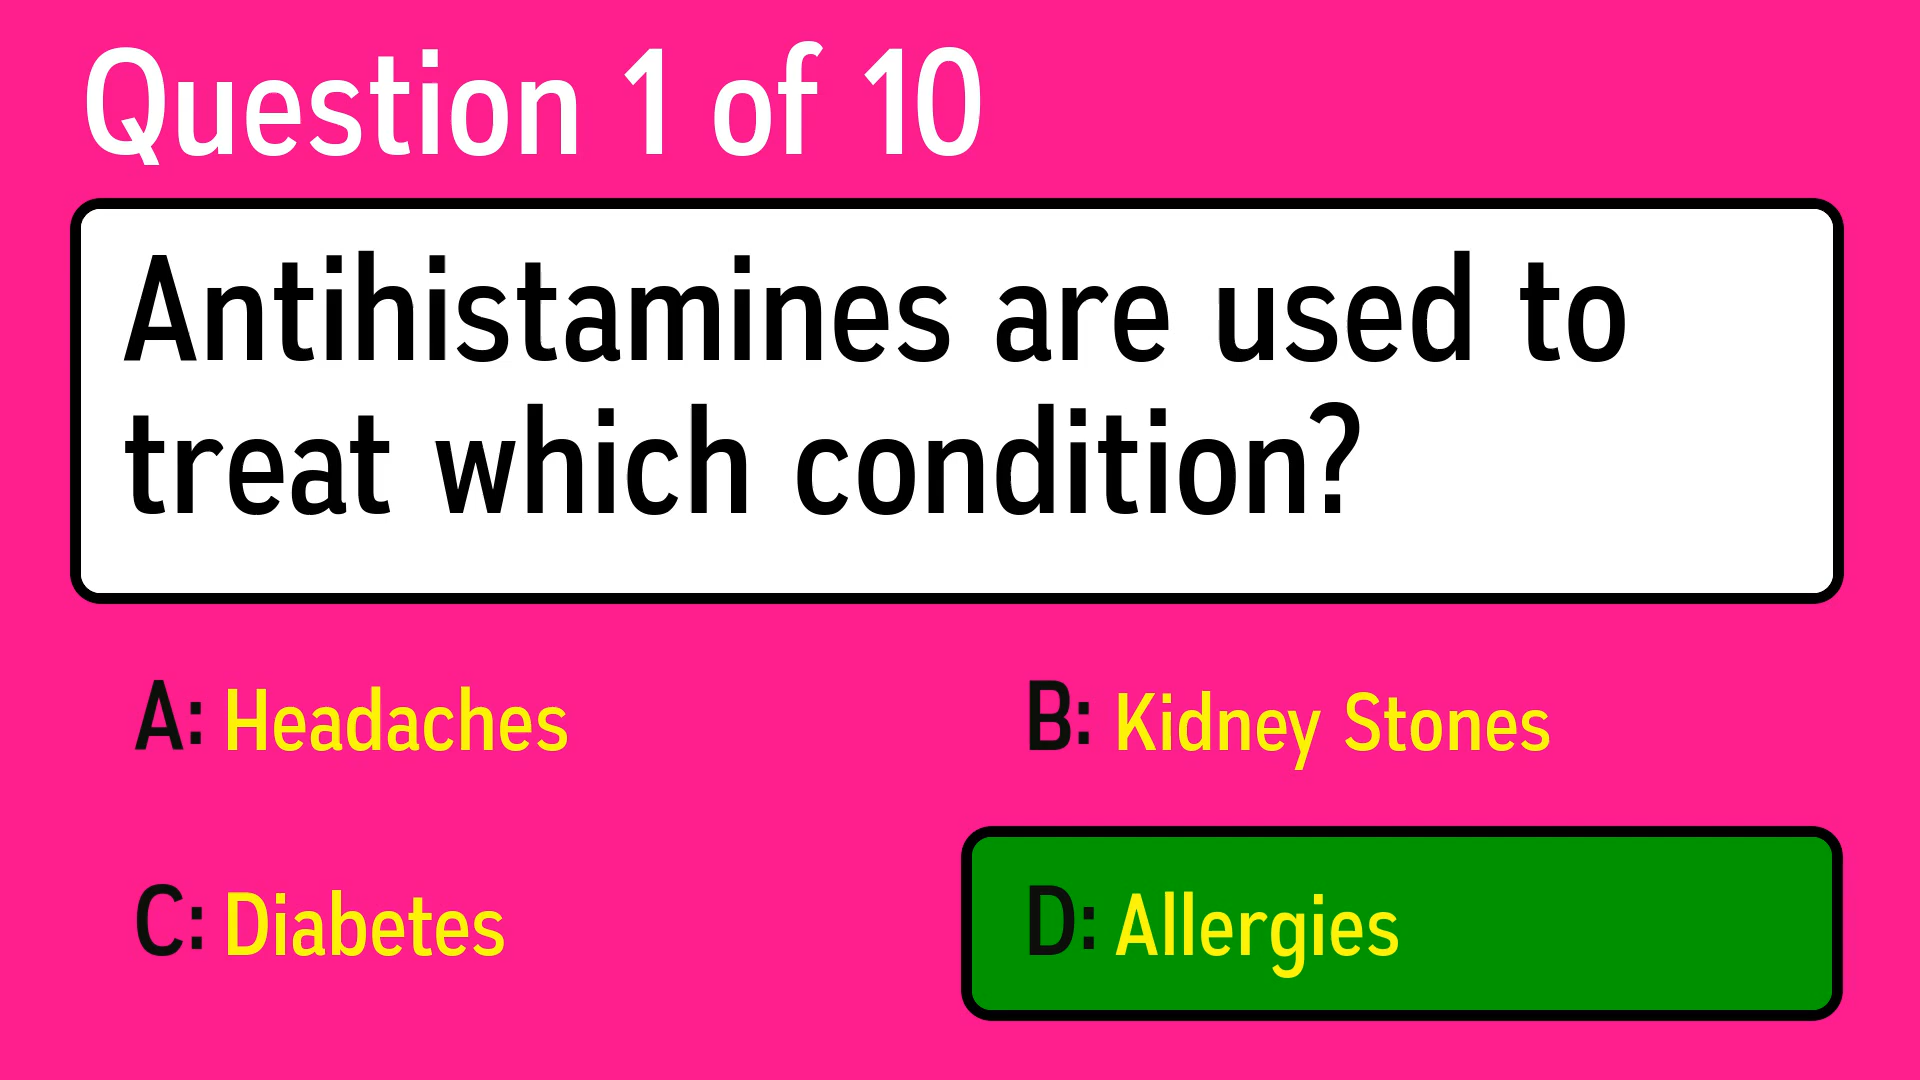 Question 1 of 10
Antihistamines are used to
treat which condition?
A: Headaches
B: Kidney Stones
C: Diabetes
D: Allergies